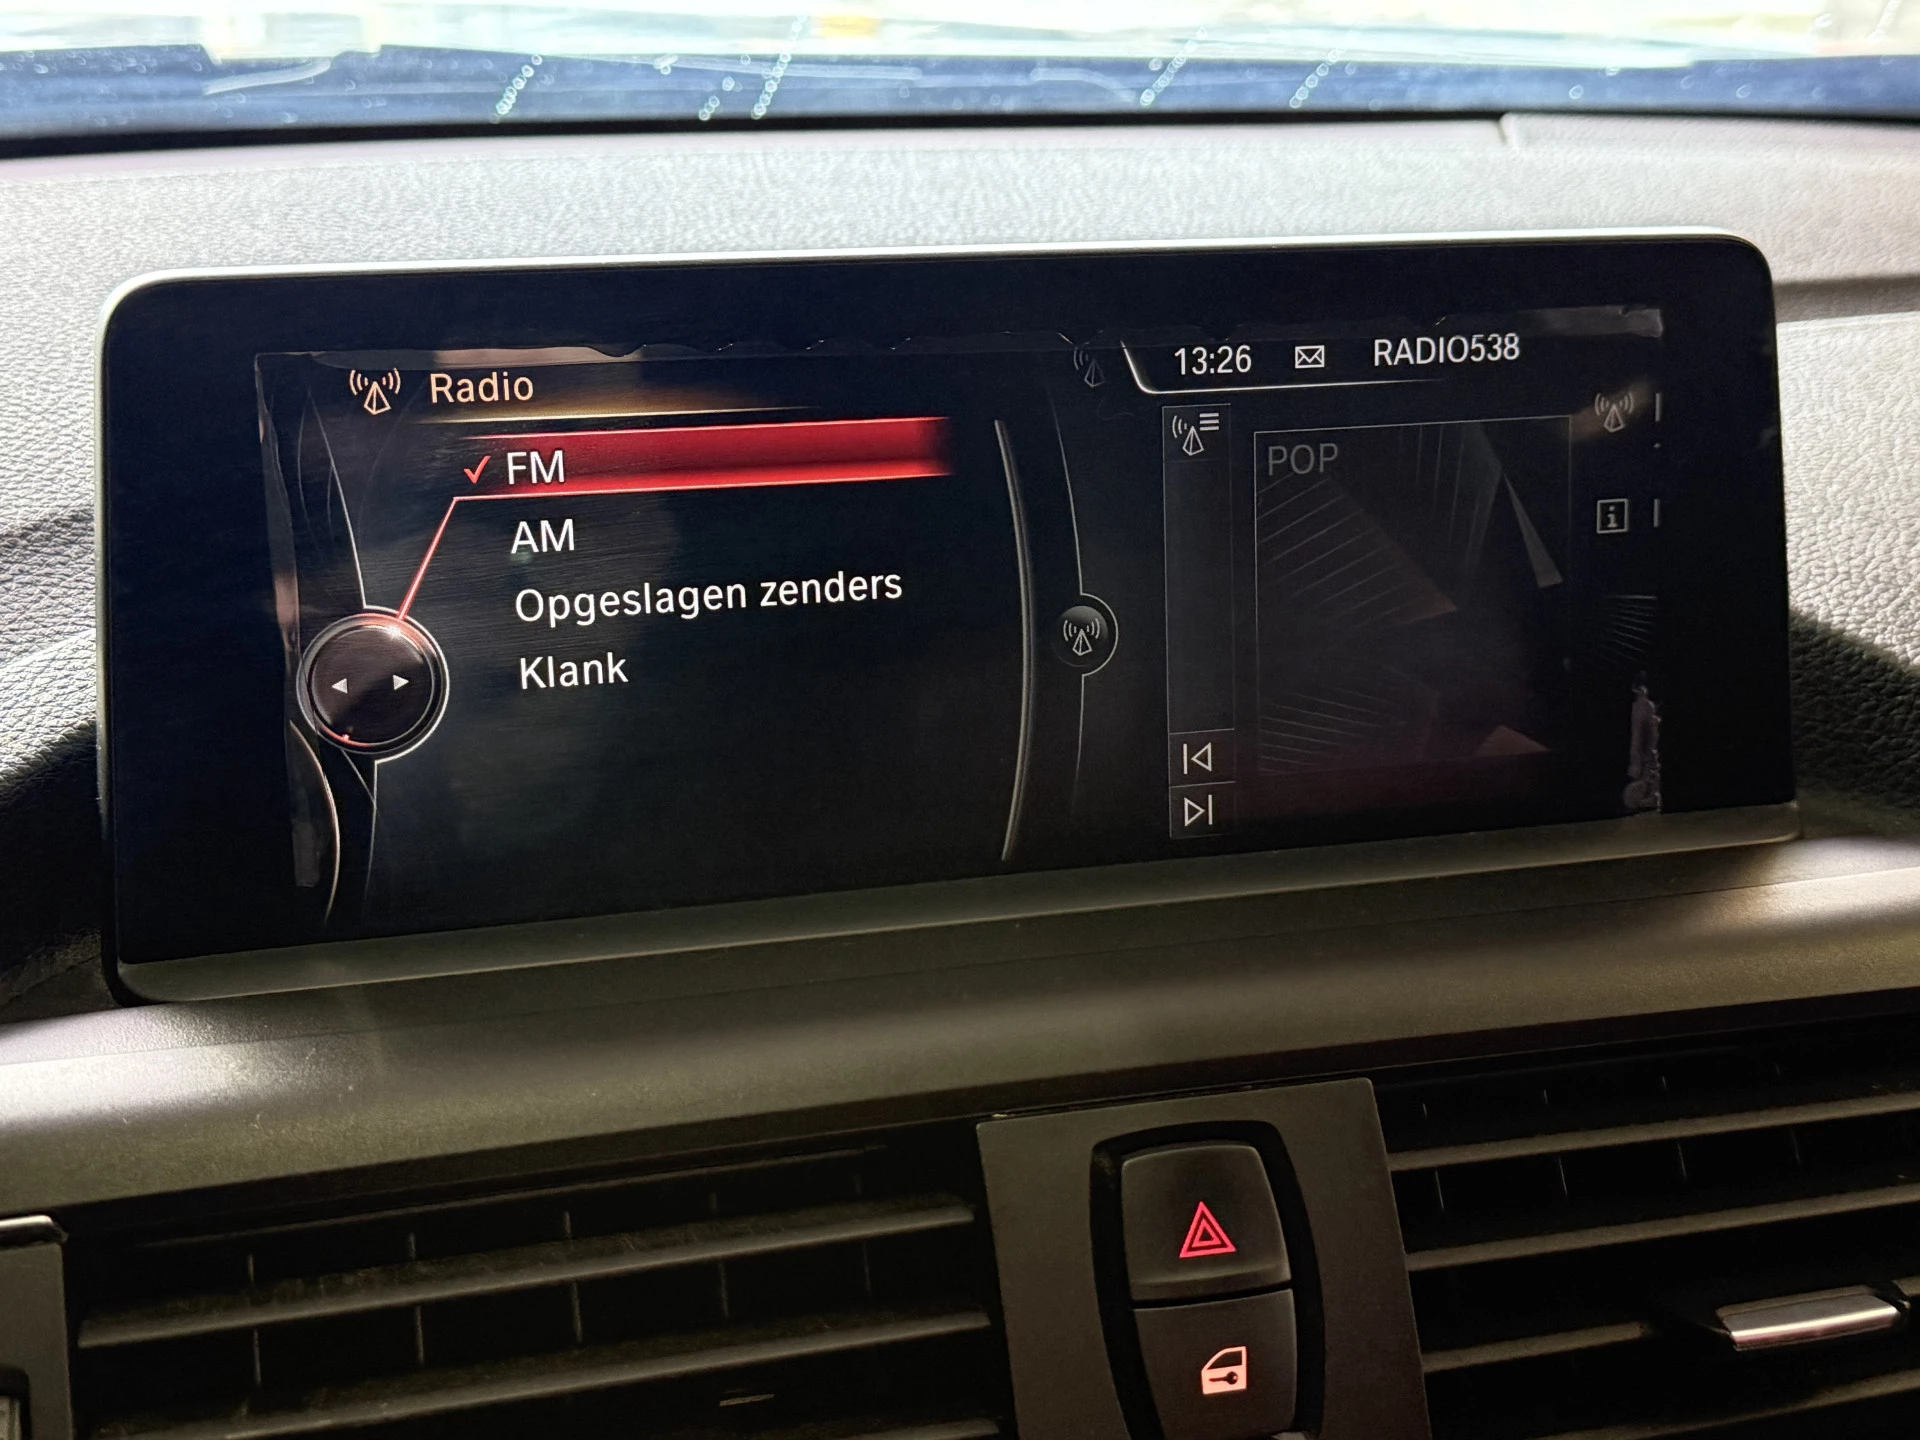 Radio
13:26 RADIO538
FM
AM
Opgeslagen zenders
Klank
POP